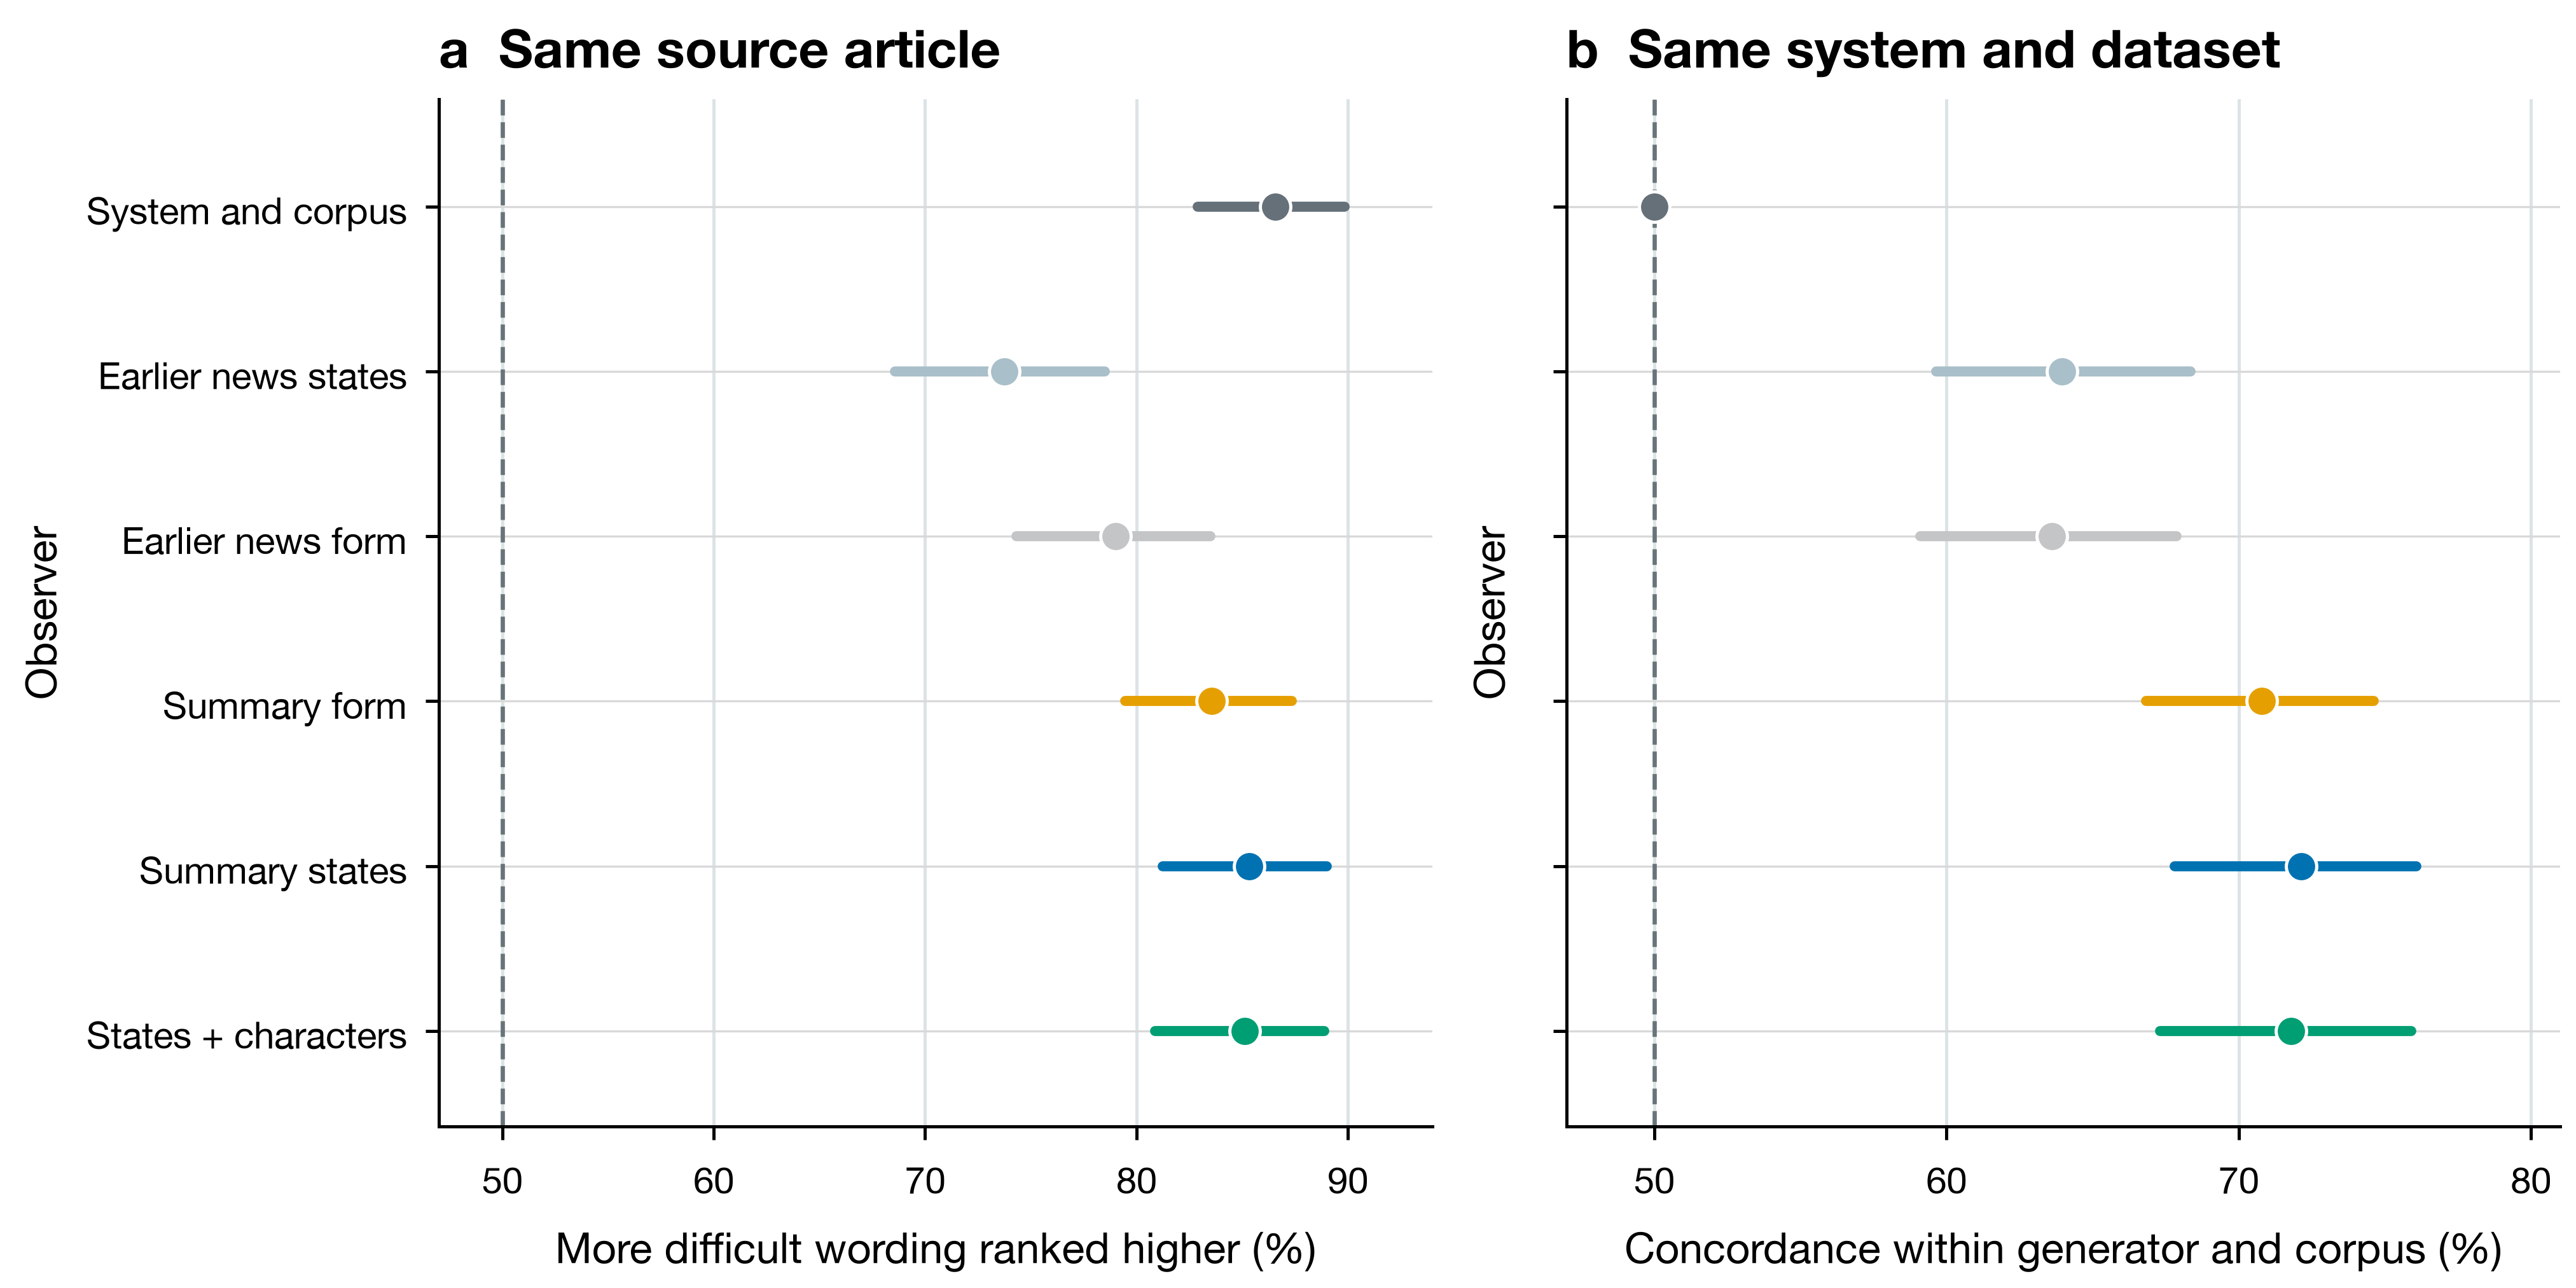 a Same source article
Observer
System and corpus
Earlier news states
Earlier news form
Summary form
Summary states
States + characters
50 60 70 80 90
More difficult wording ranked higher (%)
b Same system and dataset
Observer
50 60 70 80
Concordance within generator and corpus (%)